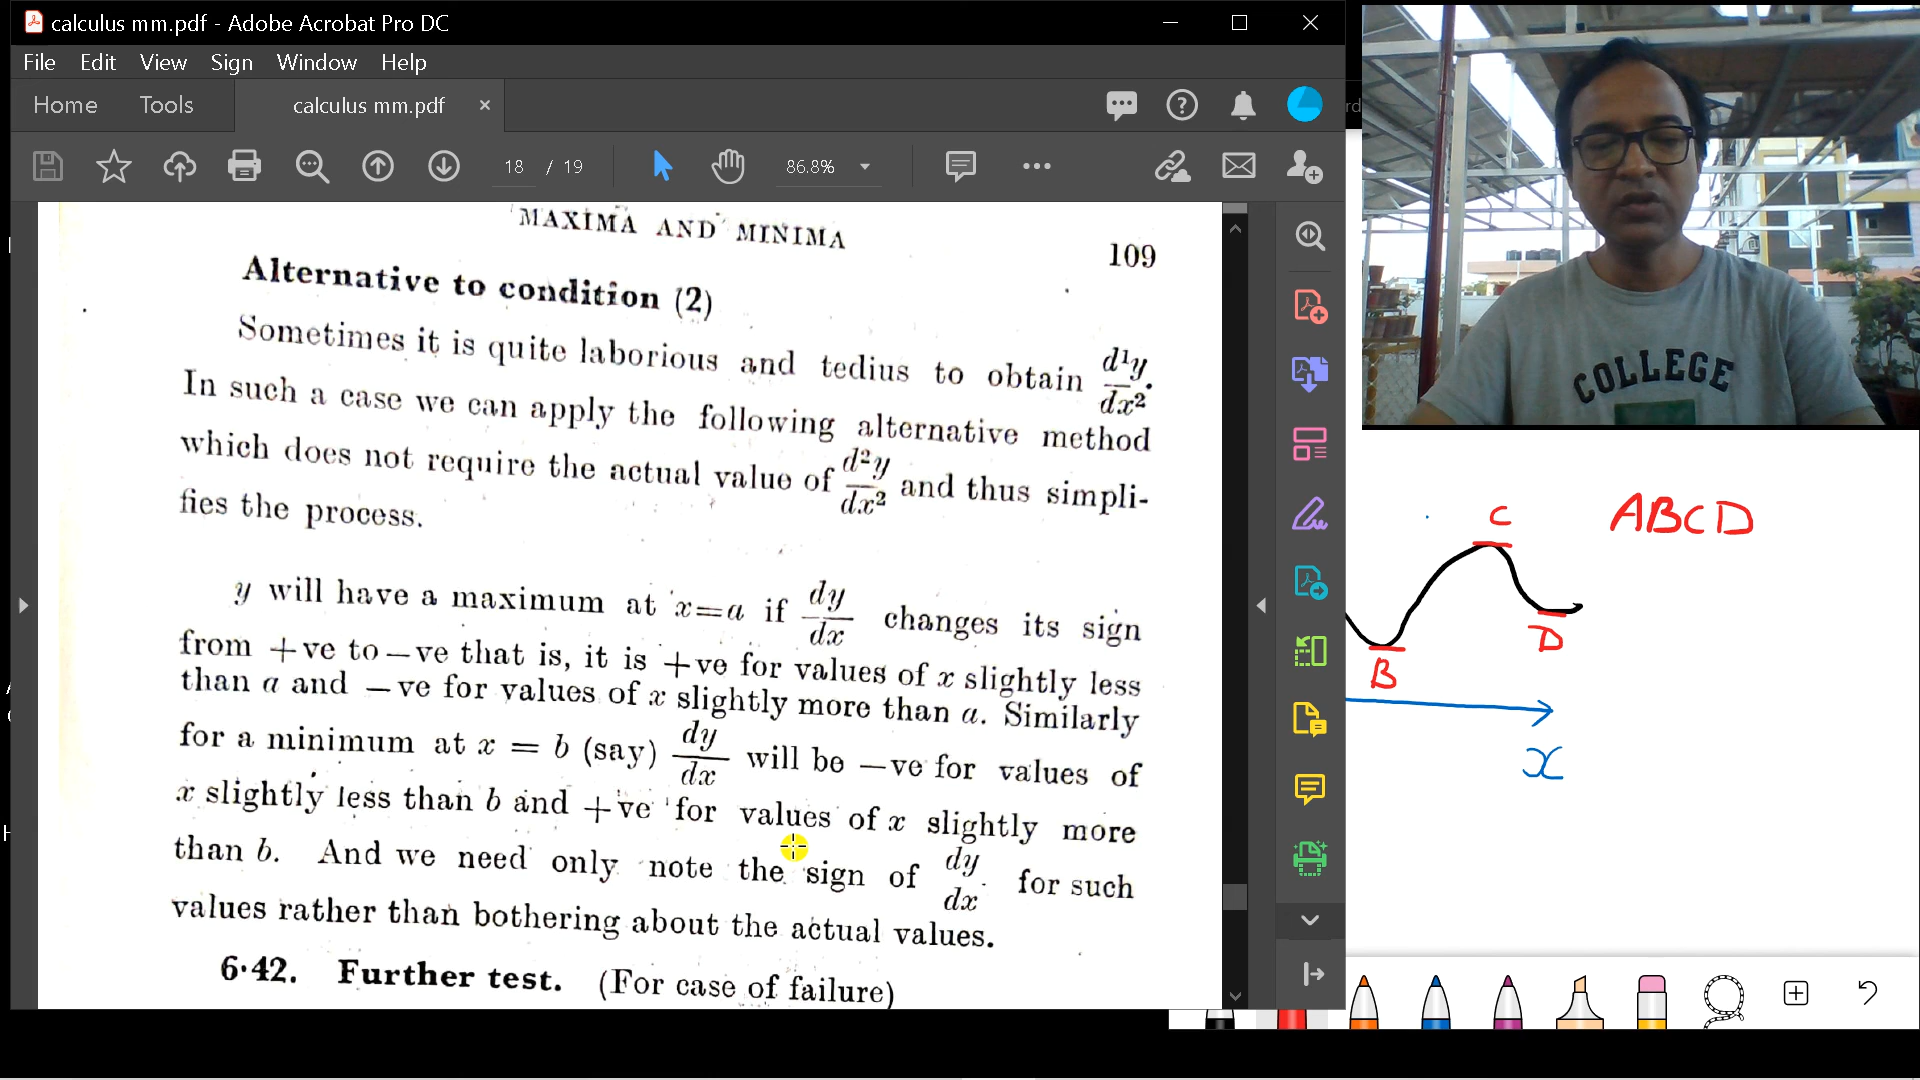 calculus mm.pdf - Adobe Acrobat Pro DC
File Edit View Sign Window Help
Home Tools calculus mm.pdf ×
18 / 19 86.8%
MAXIMA AND MINIMA
109
Alternative to condition (2)
Sometimes it is quite laborious and tedius to obtain d¹y/dx².
In such a case we can apply the following alternative method
which does not require the actual value of d²y/dx² and thus simpli-
fies the process.
y will have a maximum at x=a if dy/dx changes its sign
from +ve to —ve that is, it is +ve for values of x slightly less
than a and —ve for values of x slightly more than a. Similarly
for a minimum at x = b (say) dy/dx will be —ve for values of
x slightly less than b and +ve for values of x slightly more
than b. And we need only note the sign of dy/dx for such
values rather than bothering about the actual values.
6·42. Further test. (For case of failure)
COLLEGE
C
ABCD
D
B
x